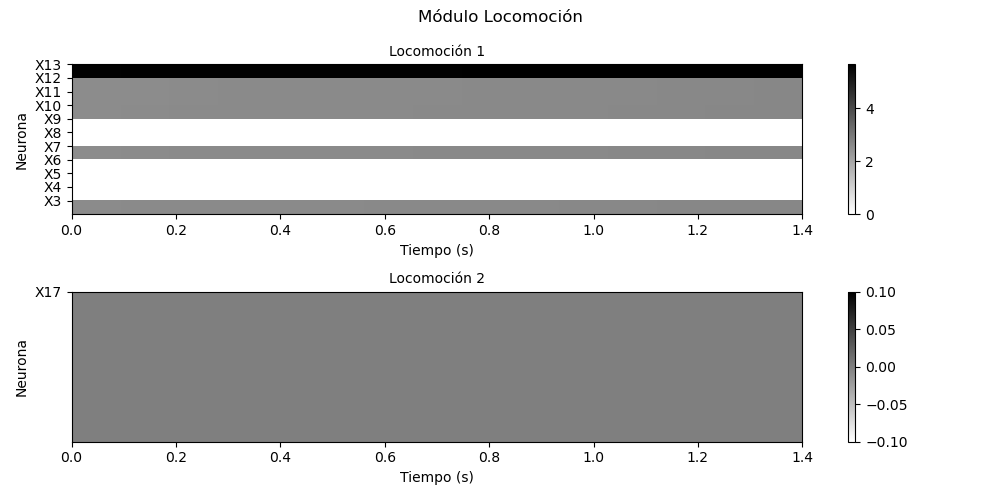 Módulo Locomoción
Locomoción 1
X13
X12
X11
X10
X9
X8
X7
X6
X5
X4
X3
Neurona
0.0 0.2 0.4 0.6 0.8 1.0 1.2 1.4
Tiempo (s)
4
2
0
Locomoción 2
X17
Neurona
0.0 0.2 0.4 0.6 0.8 1.0 1.2 1.4
Tiempo (s)
0.10
0.05
0.00
−0.05
−0.10